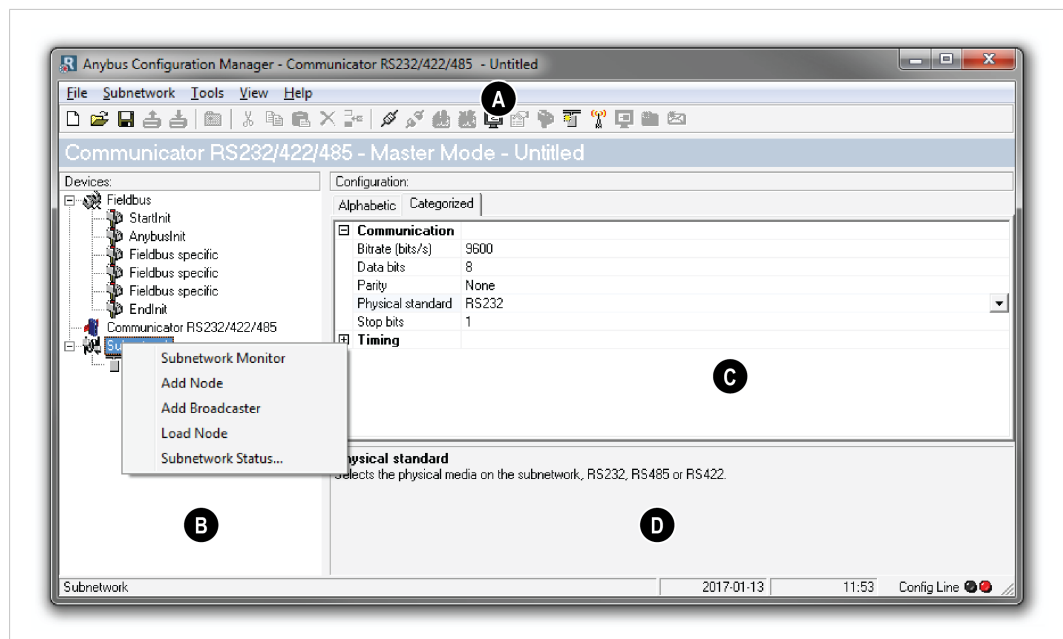 Anybus Configuration Manager - Communicator RS232/422/485 - Untitled
File Subnetwork Tools View Help
A
Communicator RS232/422/485 - Master Mode - Untitled
Devices:
Fieldbus
StartInit
AnybusInit
Fieldbus specific
Fieldbus specific
Fieldbus specific
EndInit
Communicator RS232/422/485
Subnetwork Monitor
Add Node
Add Broadcaster
Load Node
Subnetwork Status...
B
Configuration:
Alphabetic Categorized
Communication
Bitrate (bits/s) 9600
Data bits 8
Parity None
Physical standard RS232
Stop bits 1
Timing
C
Physical standard
Selects the physical media on the subnetwork, RS232, RS485 or RS422.
D
Subnetwork 2017-01-13 11:53 Config Line